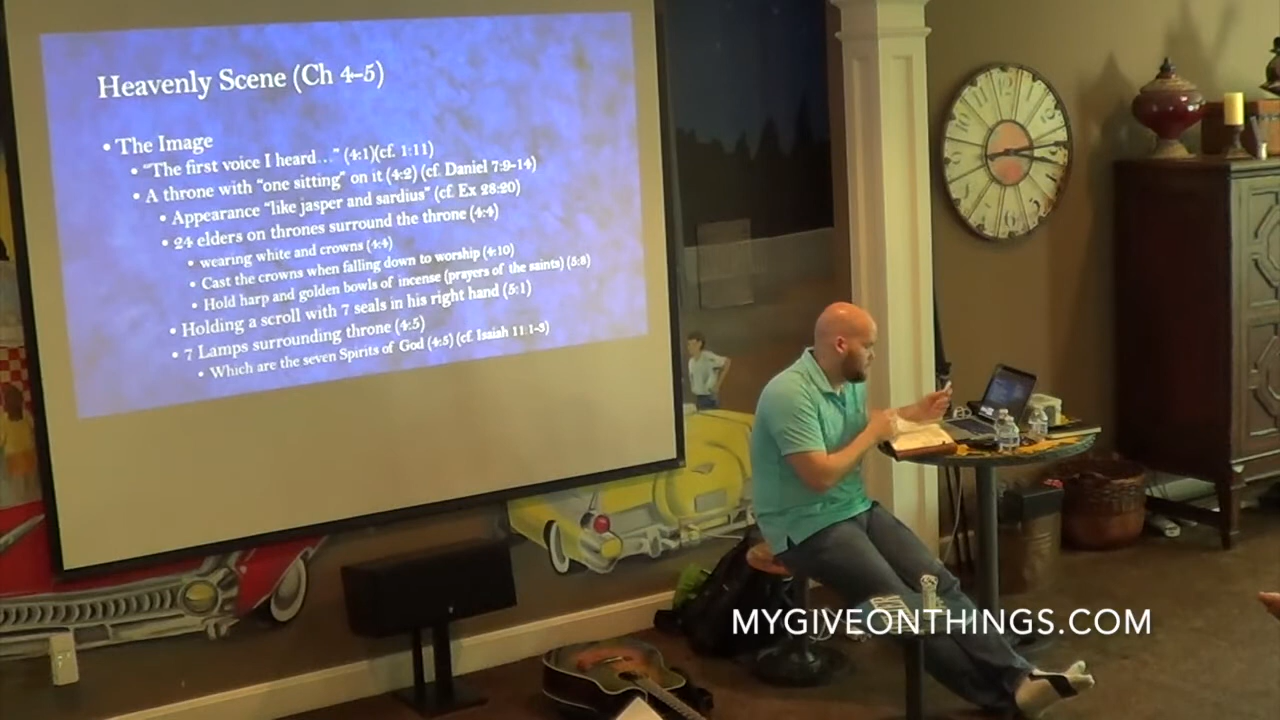 Heavenly Scene (Ch 4–5)
• The Image
• “The first voice I heard…” (4:1)(cf. 1:11)
• A throne with “one sitting” on it (4:2) (cf. Daniel 7:9–14)
• Appearance “like jasper and sardius” (cf. Ex 28:20)
• 24 elders on thrones surround the throne (4:4)
• wearing white and crowns (4:4)
• Cast the crowns when falling down to worship (4:10)
• Hold harp and golden bowls of incense (prayers of the saints) (5:8)
• Holding a scroll with 7 seals in his right hand (5:1)
• 7 Lamps surrounding throne (4:5)
• Which are the seven Spirits of God (4:5) (cf. Isaiah 11:1-3)
MYGIVEONTHINGS.COM